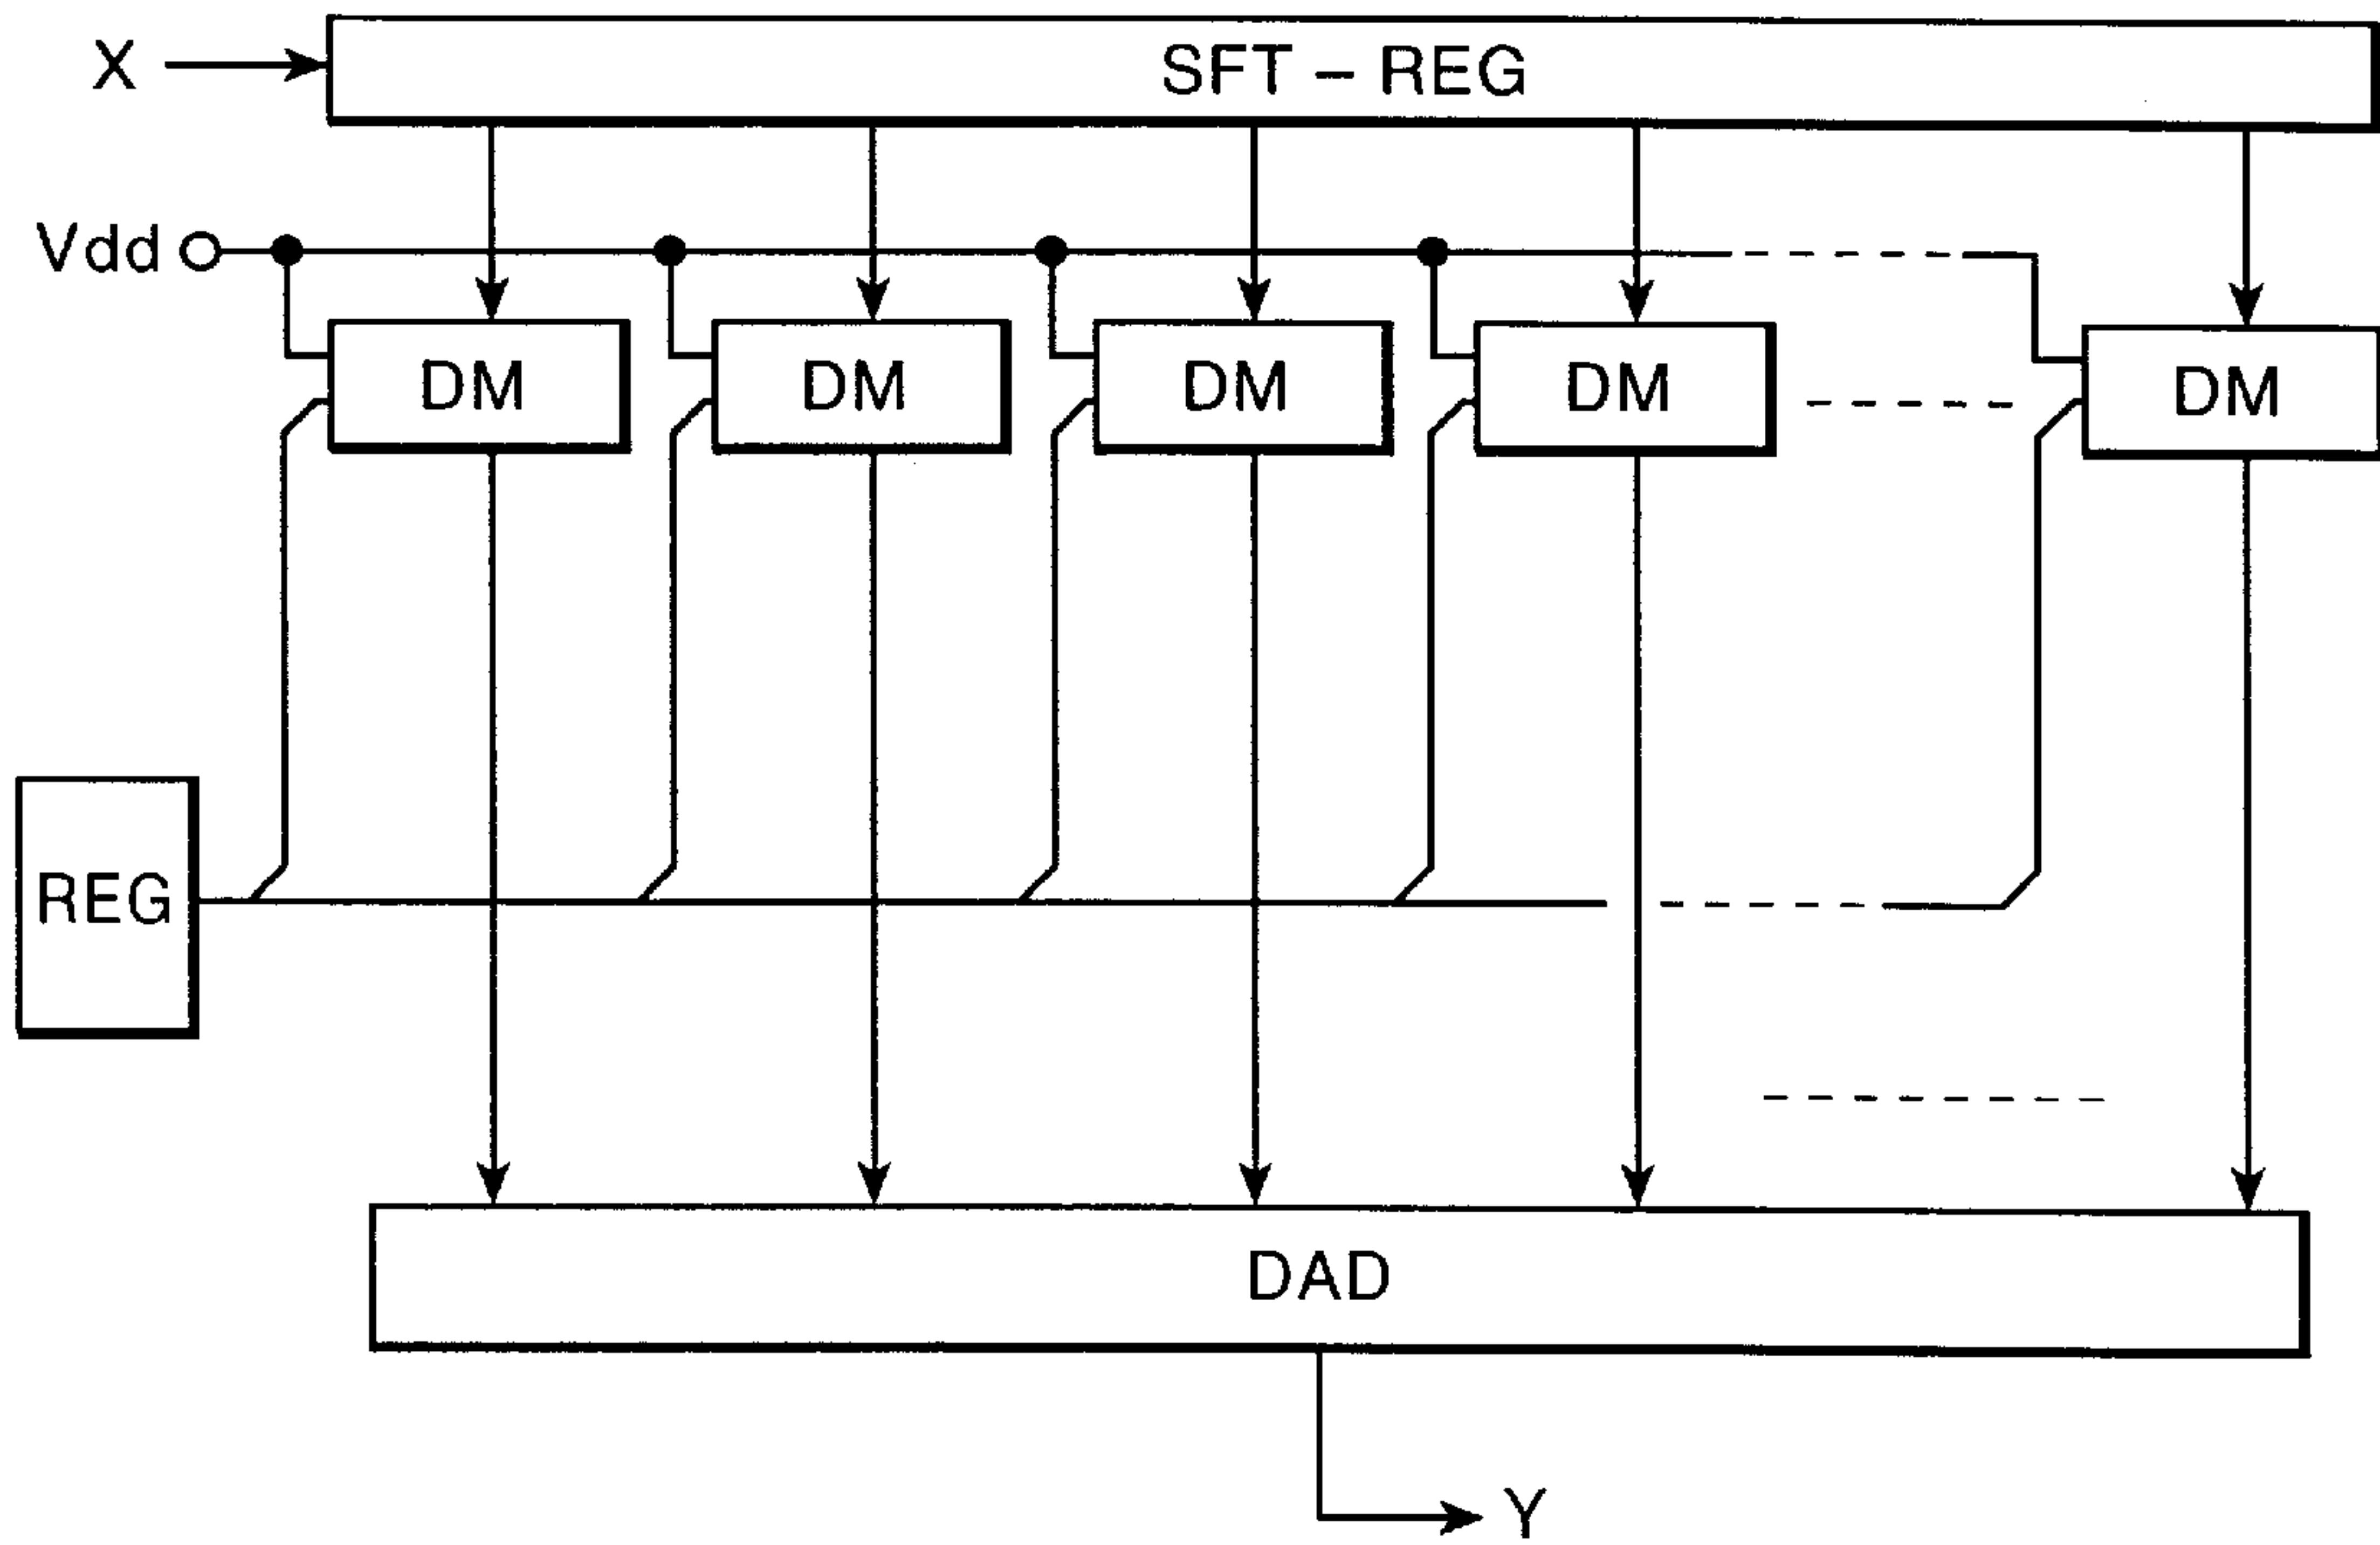 X
SFT – REG
Vdd
DM DM DM DM DM
REG
DAD
Y